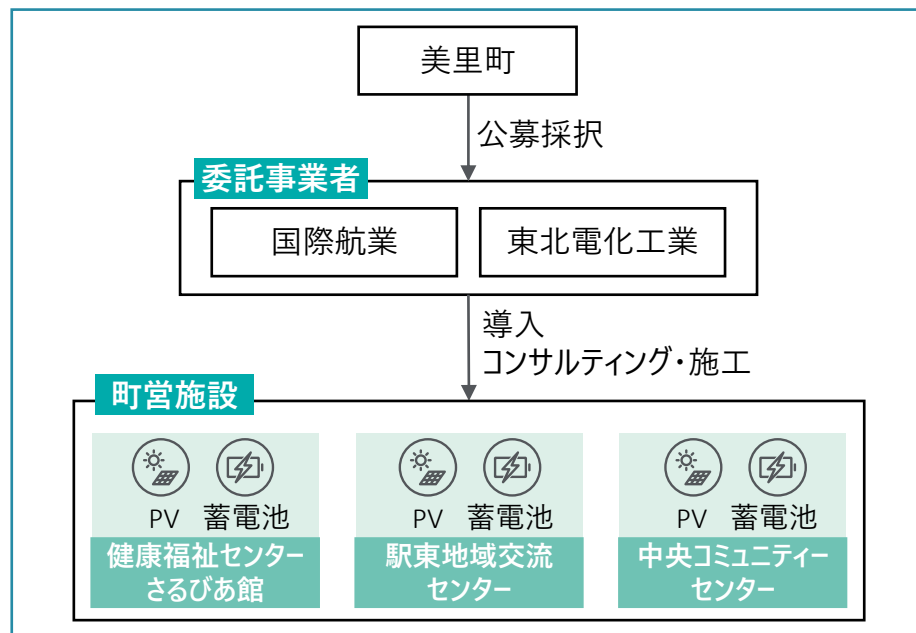 美里町
公募採択
委託事業者
国際航業
東北電化工業
導入
コンサルティング・施工
町営施設
PV 蓄電池
健康福祉センター
さるびあ館
PV 蓄電池
駅東地域交流
センター
PV 蓄電池
中央コミュニティー
センター